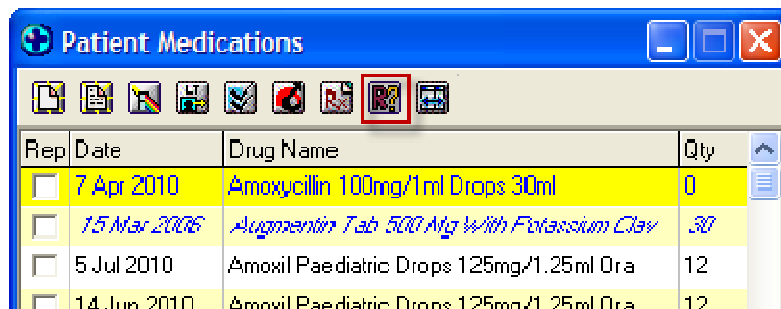 Patient Medications
Rep Date Drug Name Qty
7 Apr 2010 Amoxycillin 100mg/1ml Drops 30ml 0
15 Mar 2006 Augmentin Tab 500 Mg With Potassium Clav 30
5 Jul 2010 Amoxil Paediatric Drops 125mg/1.25ml Ora 12
14 Jun 2010 Amoxil Paediatric Drops 125mg/1.25ml Ora 12